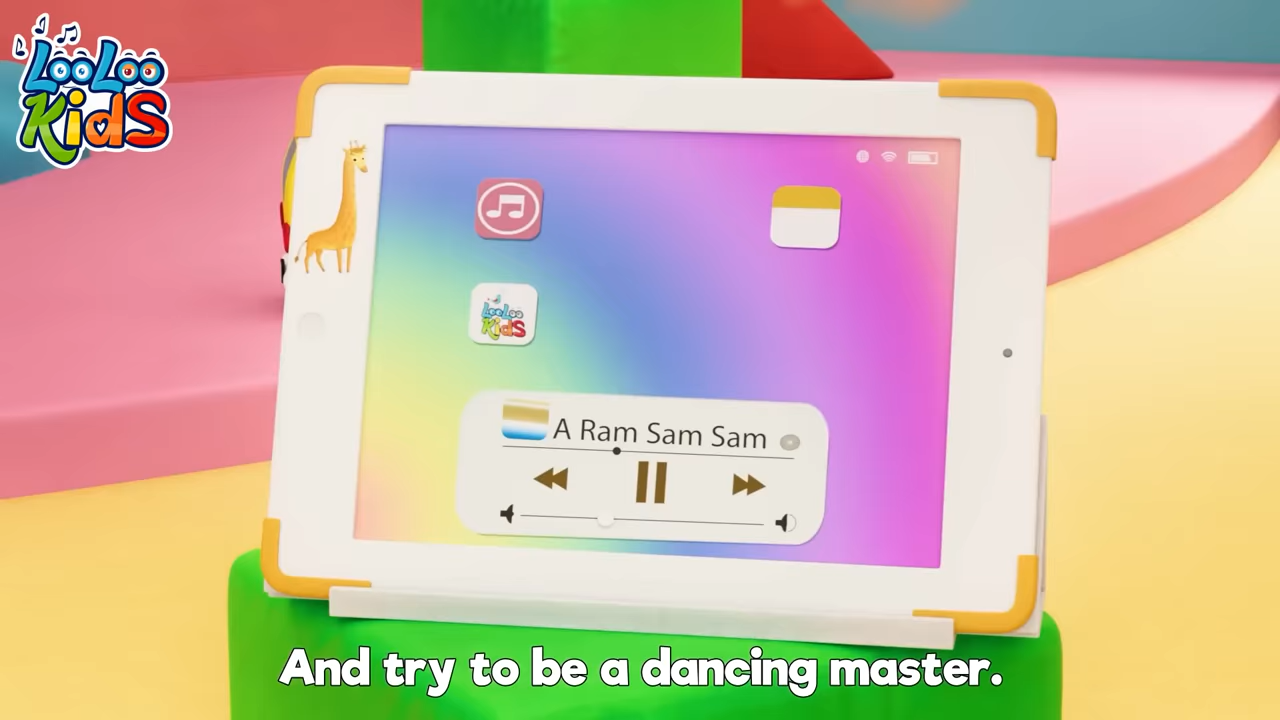 LooLoo
Kids
LooLoo
Kids
A Ram Sam Sam
And try to be a dancing master.